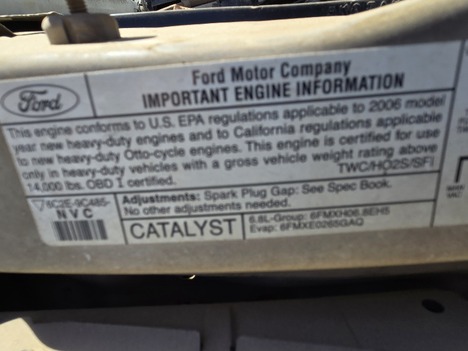 Ford
Ford Motor Company
IMPORTANT ENGINE INFORMATION
This engine conforms to U.S. EPA regulations applicable to 2006 model
year new heavy-duty engines and to California regulations applicable
to new heavy-duty Otto-cycle engines. This engine is certified for use
only in heavy-duty vehicles with a gross vehicle weight rating above
14,000 lbs. OBD I certified.
TWC/HO2S/SFI
6C2E-9C485-
NVC
Adjustments: Spark Plug Gap: See Spec Book.
No other adjustments needed.
CATALYST
6.8L-Group: 6FMXH06.8EH5
Evap: 6FMXE0265GAQ